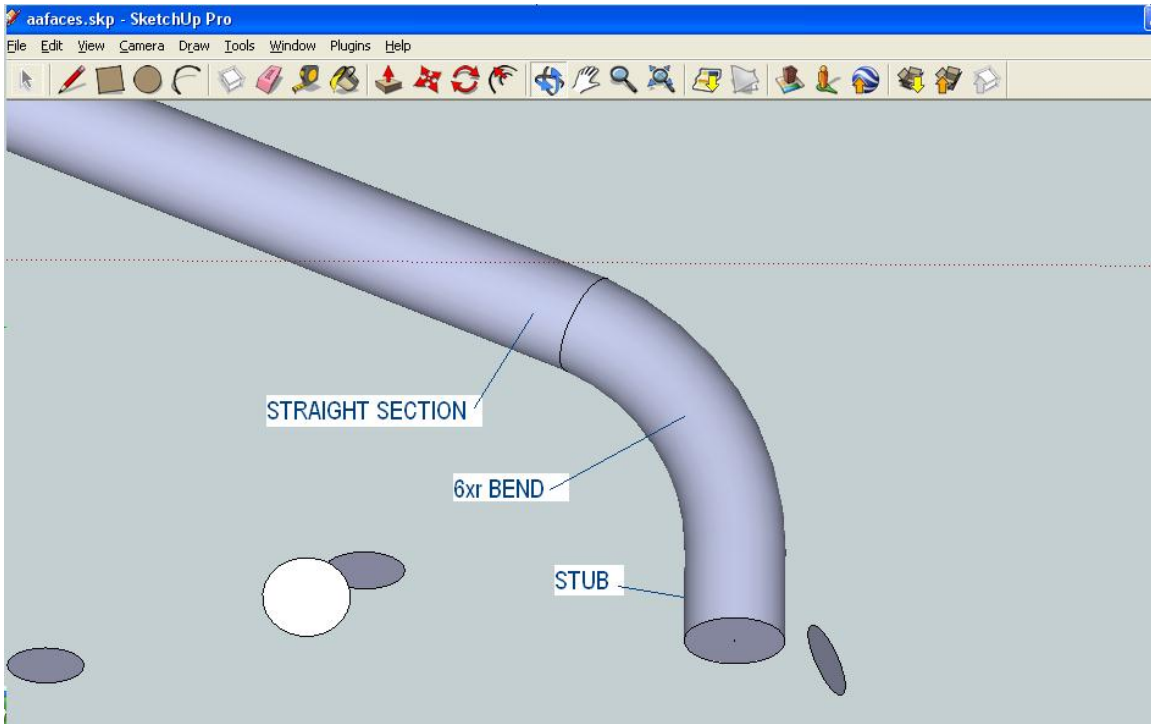 aafaces.skp - SketchUp Pro
File Edit View Camera Draw Tools Window Plugins Help
STRAIGHT SECTION
6xr BEND
STUB